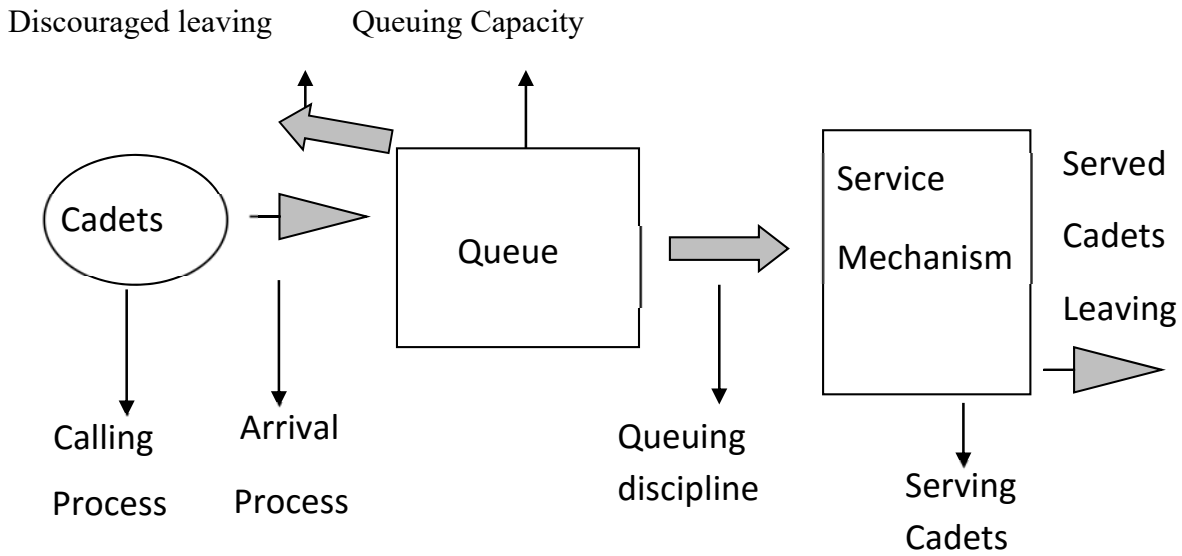 Discouraged leaving
Queuing Capacity
Cadets
Queue
Service
Mechanism
Served
Cadets
Leaving
Calling
Process
Arrival
Process
Queuing
discipline
Serving
Cadets